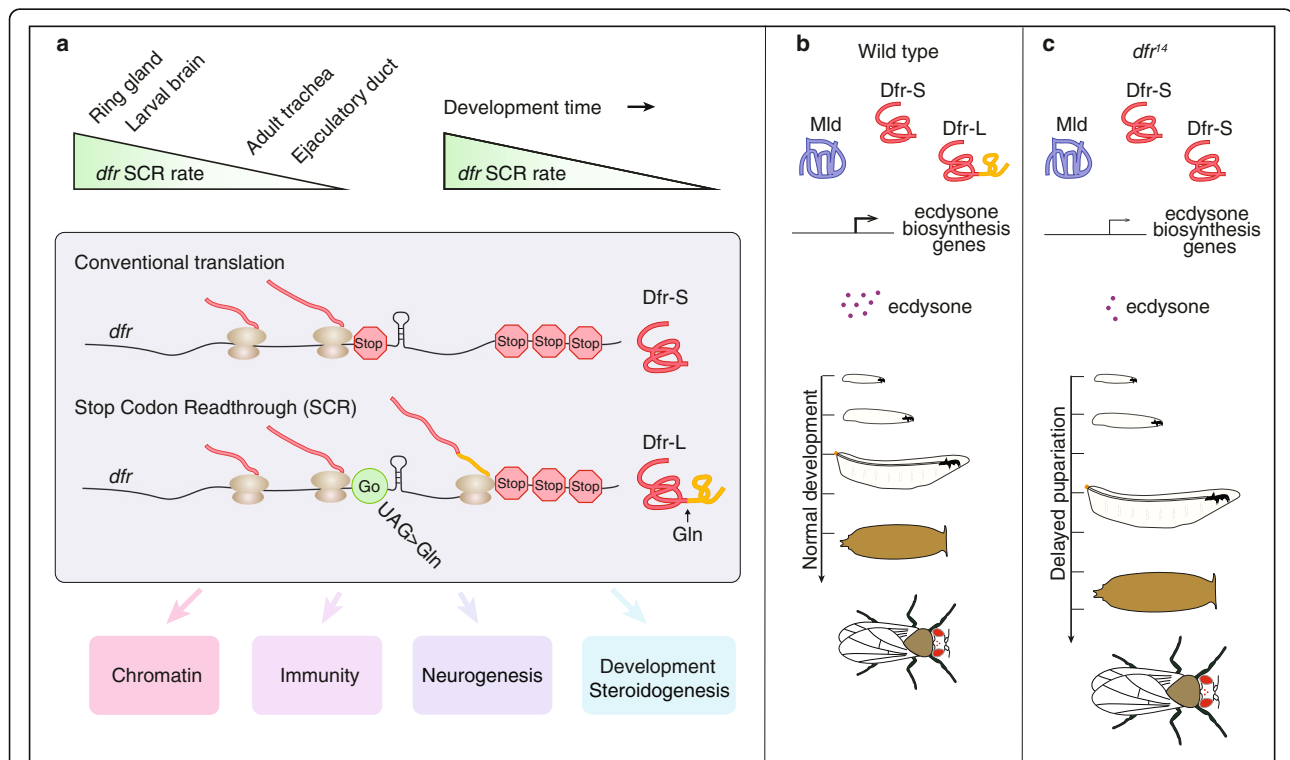 a
Ring gland
Larval brain
Adult trachea
Ejaculatory duct
dfr SCR rate
Development time
dfr SCR rate
Conventional translation
dfr
Stop
Stop Stop Stop
Dfr-S
Stop Codon Readthrough (SCR)
dfr
Go
UAG>Gln
Stop Stop Stop
Dfr-L
Gln
Chromatin
Immunity
Neurogenesis
Development
Steroidogenesis
b
Wild type
Dfr-S
Mld
Dfr-L
ecdysone
biosynthesis
genes
ecdysone
Normal development
c
dfr¹⁴
Dfr-S
Mld
Dfr-S
ecdysone
biosynthesis
genes
ecdysone
Delayed pupariation